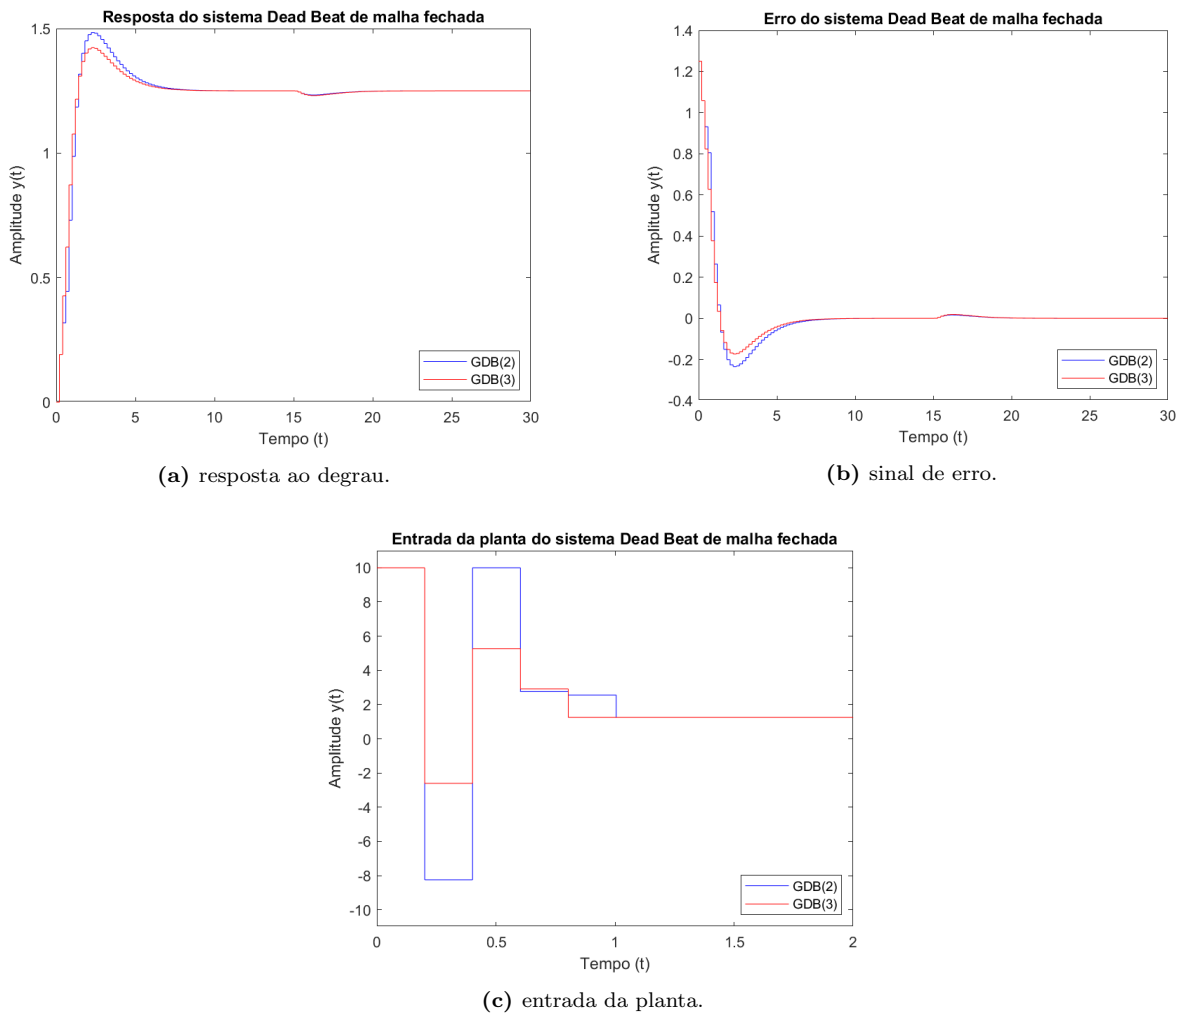 Resposta do sistema Dead Beat de malha fechada
Amplitude y(t)
1.5
1
0.5
0
0 5 10 15 20 25 30
Tempo (t)
GDB(2)
GDB(3)
(a) resposta ao degrau.
Erro do sistema Dead Beat de malha fechada
Amplitude y(t)
1.4
1.2
1
0.8
0.6
0.4
0.2
0
-0.2
-0.4
0 5 10 15 20 25 30
Tempo (t)
GDB(2)
GDB(3)
(b) sinal de erro.
Entrada da planta do sistema Dead Beat de malha fechada
Amplitude y(t)
10
8
6
4
2
0
-2
-4
-6
-8
-10
0 0.5 1 1.5 2
Tempo (t)
GDB(2)
GDB(3)
(c) entrada da planta.